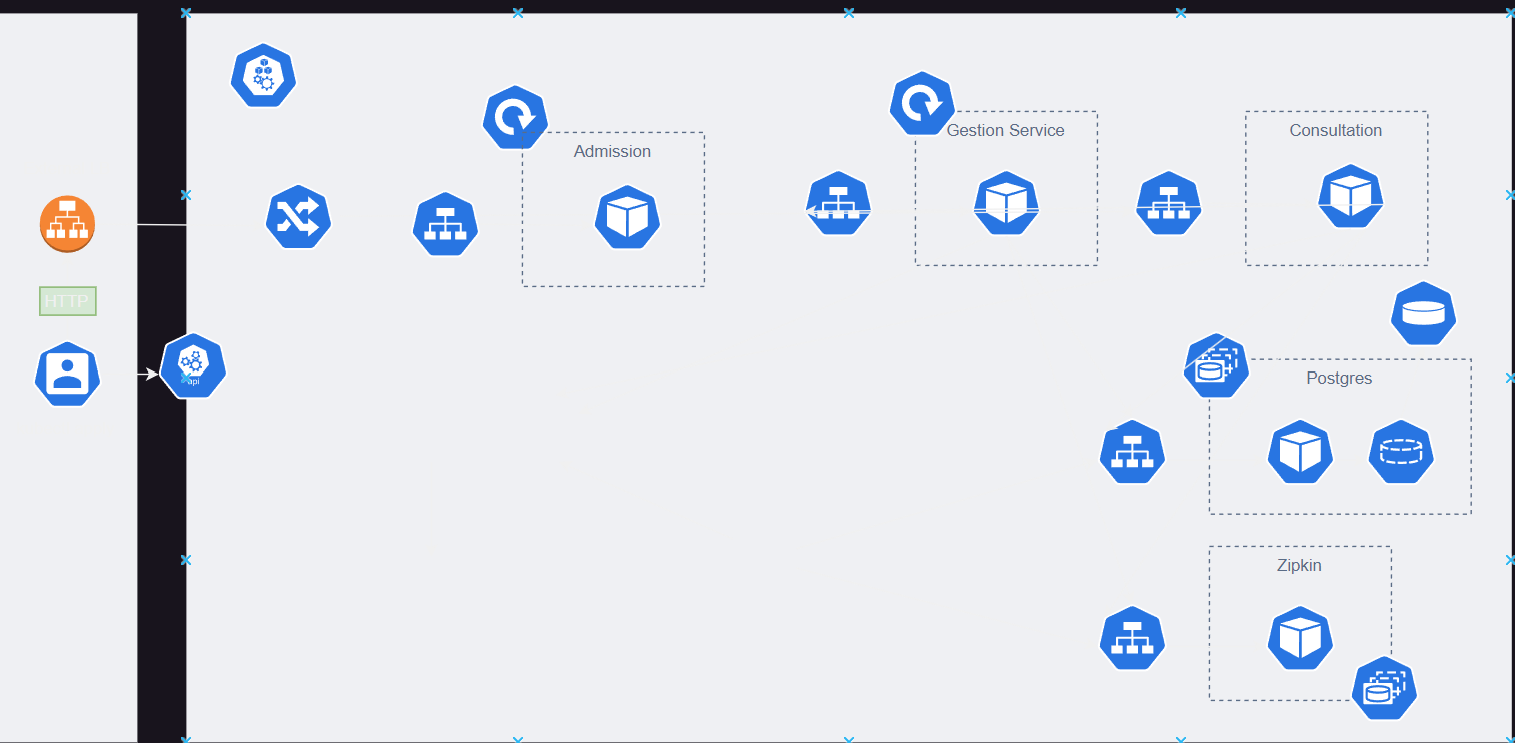 Admission
Gestion Service
Consultation
HTTP
api
Postgres
Zipkin